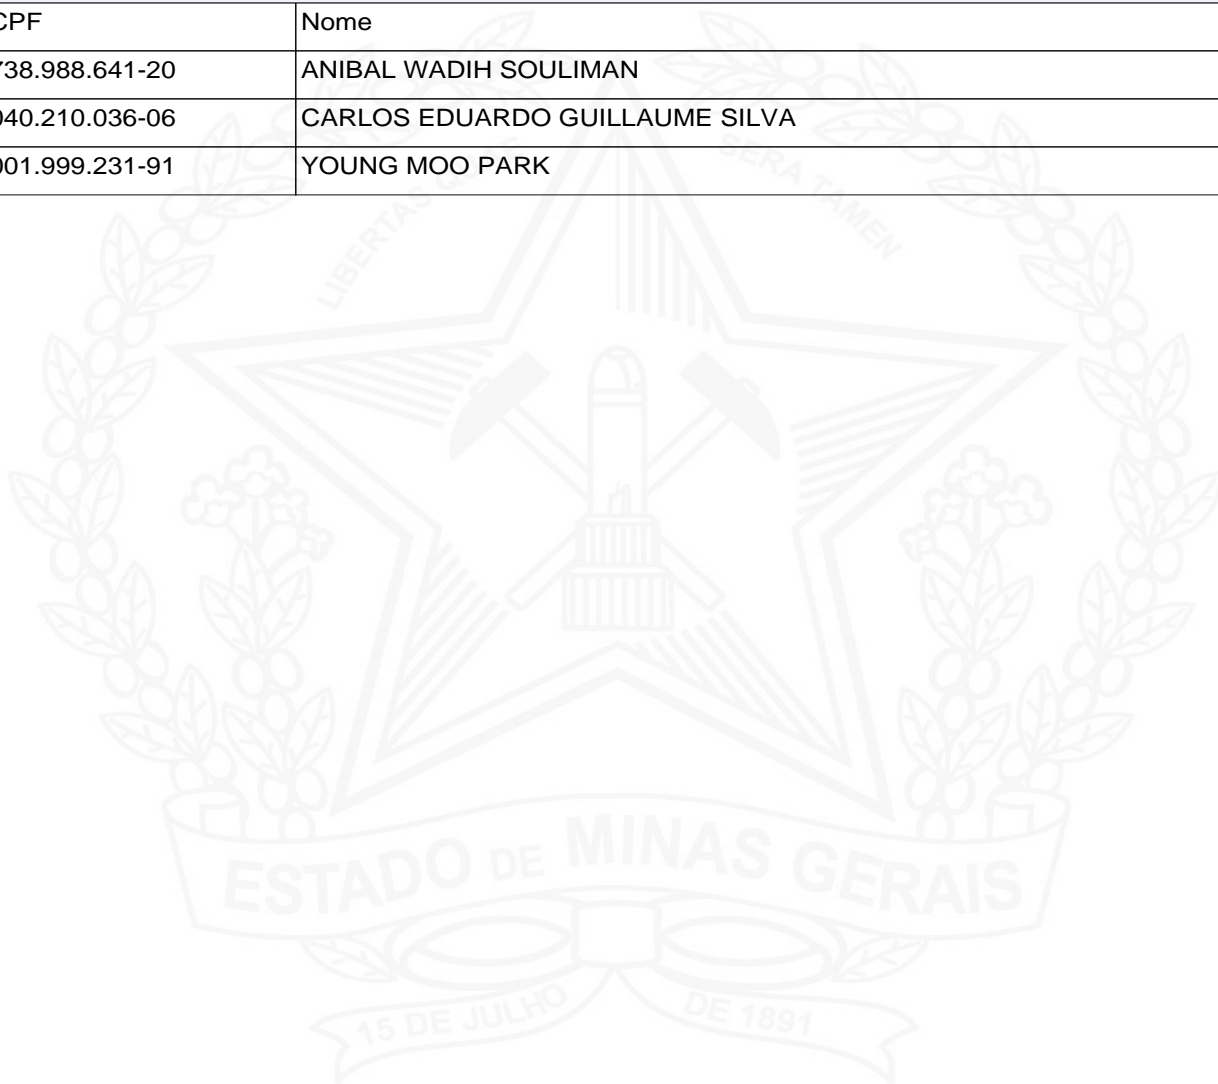 CPF Nome
738.988.641-20 ANIBAL WADIH SOULIMAN
040.210.036-06 CARLOS EDUARDO GUILLAUME SILVA
001.999.231-91 YOUNG MOO PARK
LIBERTAS QUE SERA TAMEN
ESTADO DE MINAS GERAIS
15 DE JULHO DE 1891